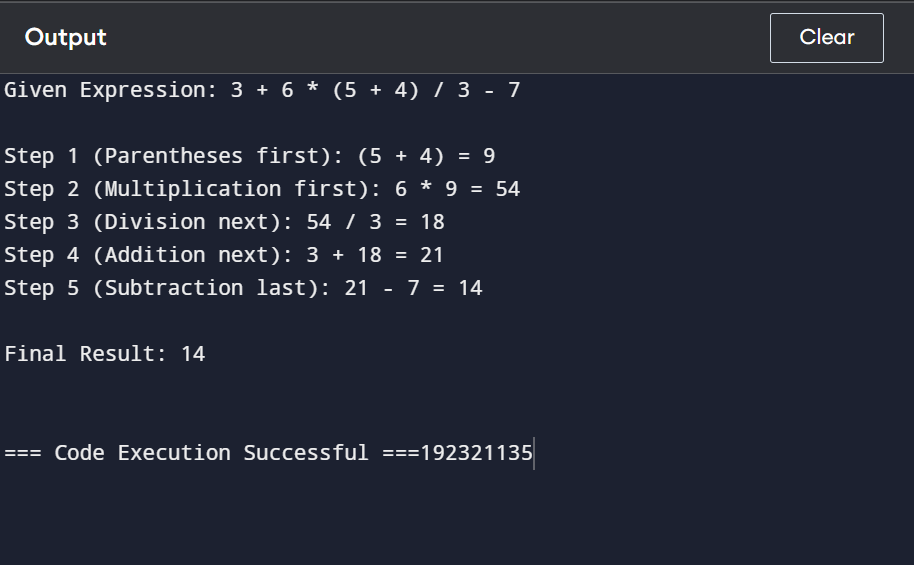 Output
Clear
Given Expression: 3 + 6 * (5 + 4) / 3 - 7
Step 1 (Parentheses first): (5 + 4) = 9
Step 2 (Multiplication first): 6 * 9 = 54
Step 3 (Division next): 54 / 3 = 18
Step 4 (Addition next): 3 + 18 = 21
Step 5 (Subtraction last): 21 - 7 = 14
Final Result: 14
=== Code Execution Successful ===192321135